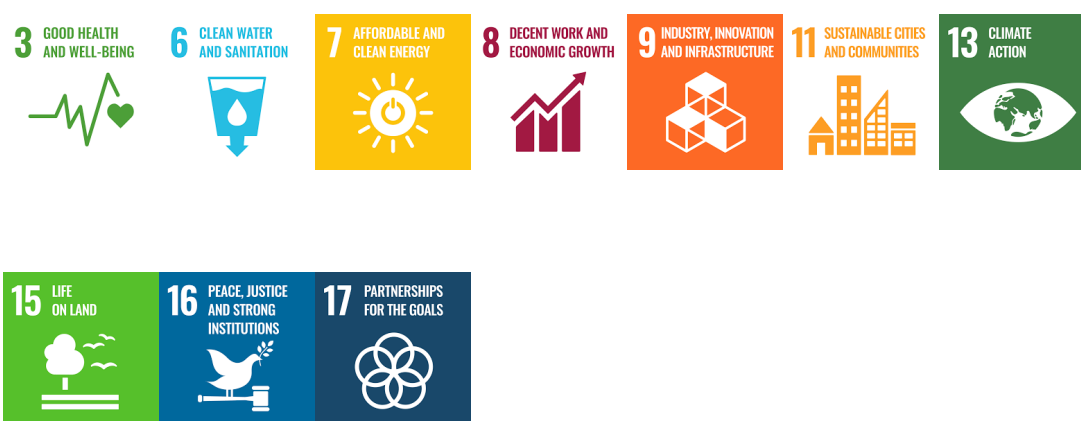 3 GOOD HEALTH
AND WELL-BEING
6 CLEAN WATER
AND SANITATION
7 AFFORDABLE AND
CLEAN ENERGY
8 DECENT WORK AND
ECONOMIC GROWTH
9 INDUSTRY, INNOVATION
AND INFRASTRUCTURE
11 SUSTAINABLE CITIES
AND COMMUNITIES
13 CLIMATE
ACTION
15 LIFE
ON LAND
16 PEACE, JUSTICE
AND STRONG
INSTITUTIONS
17 PARTNERSHIPS
FOR THE GOALS